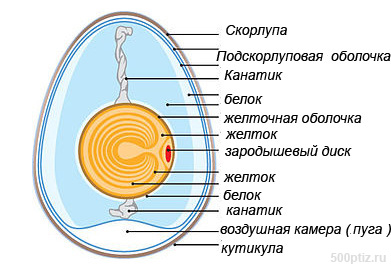 Скорлупа
Подскорлуповая оболочка
Канатик
белок
желточная оболочка
желток
зародышевый диск
желток
белок
канатик
воздушная камера ( пуга )
кутикула
500ptiz.ru